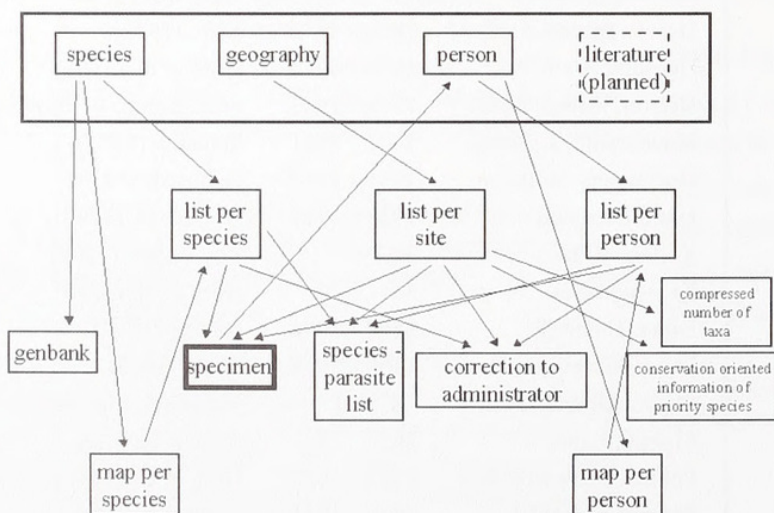 species
geography
person
literature
(planned)
list per
species
list per
site
list per
person
compressed
number of
taxa
genbank
specimen
species -
parasite
list
correction to
administrator
conservation oriented
information of
priority species
map per
species
map per
person